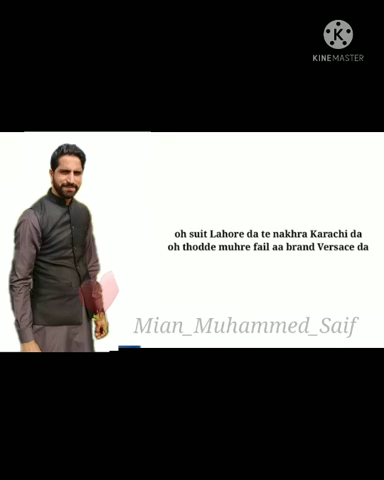 KINEMASTER
oh suit Lahore da te nakhra Karachi da
oh thodde muhre fail aa brand Versace da
Mian_Muhammed_Saif